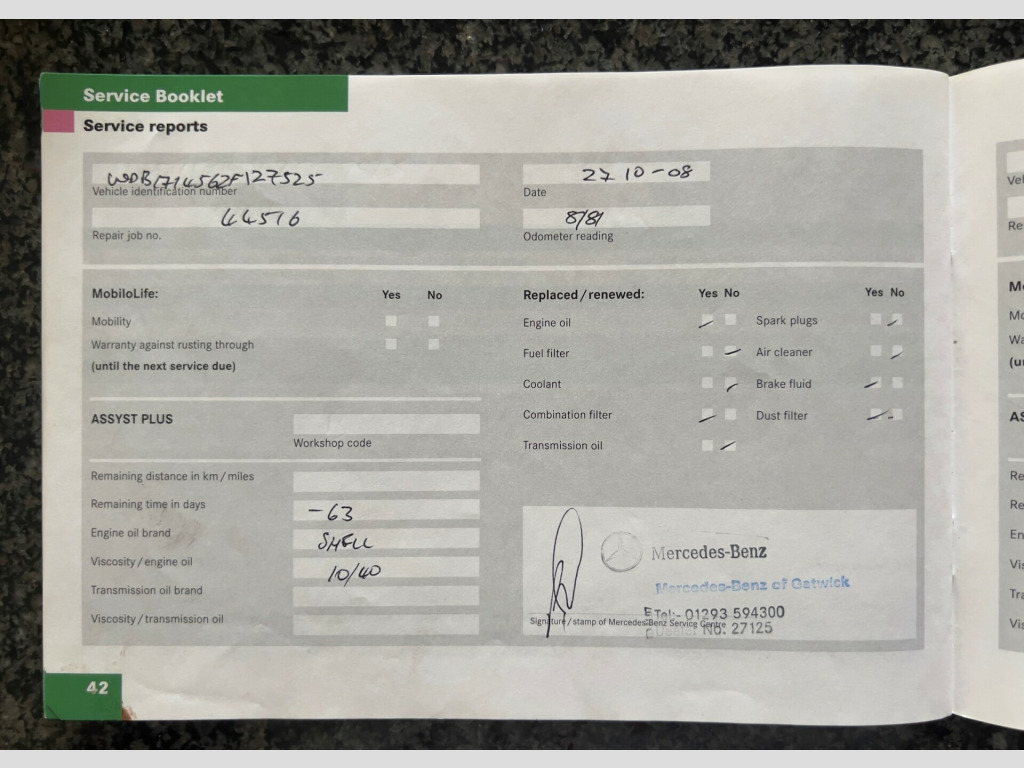 Service Booklet
Service reports
WDB1714562F127525
Vehicle identification number
27 10-08
Date
44516
Repair job no.
8181
Odometer reading
MobiloLife: Yes No
Mobility
Warranty against rusting through
(until the next service due)
ASSYST PLUS
Workshop code
Remaining distance in km/miles
Remaining time in days -63
Engine oil brand SHELL
Viscosity/engine oil 10/40
Transmission oil brand
Viscosity/transmission oil
Replaced/renewed: Yes No Yes No
Engine oil Spark plugs
Fuel filter Air cleaner
Coolant Brake fluid
Combination filter Dust filter
Transmission oil
Mercedes-Benz
Mercedes-Benz of Gatwick
Tel:- 01293 594300
Signature/stamp of Mercedes-Benz Service Centre
No: 27125
42
Re
Re